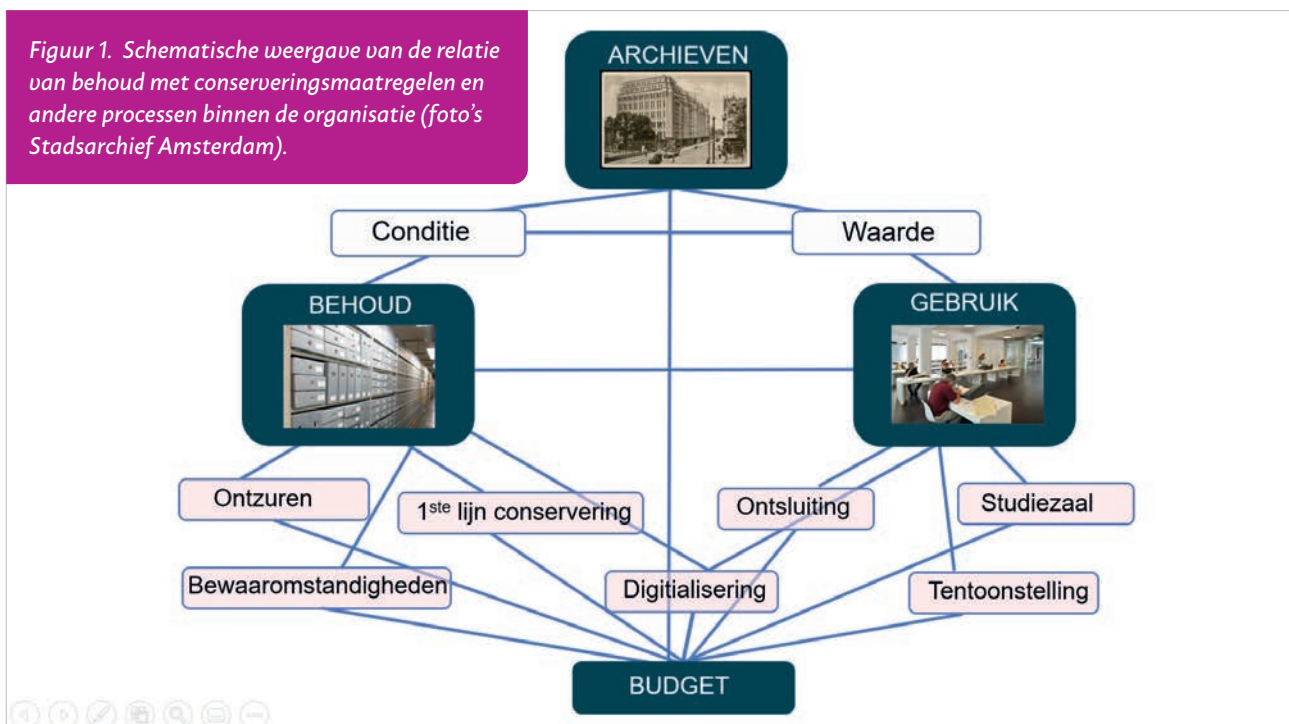 Figuur 1. Schematische weergave van de relatie
van behoud met conserveringsmaatregelen en
andere processen binnen de organisatie (foto's
Stadsarchief Amsterdam).
ARCHIEVEN
Conditie
Waarde
BEHOUD
GEBRUIK
Ontzuren
1ste lijn conservering
Ontsluiting
Studiezaal
Bewaaromstandigheden
Digitialisering
Tentoonstelling
BUDGET